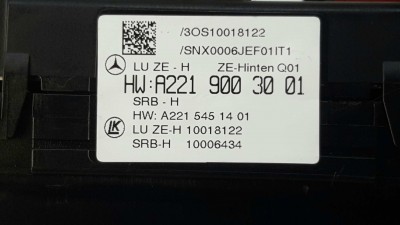 /3OS10018122
/SNX0006JEF01IT1
LU ZE - H ZE-Hinten Q01
HW:A221 900 30 01
SRB - H
HW: A221 545 14 01
LU ZE-H 10018122
SRB-H 10006434
LK